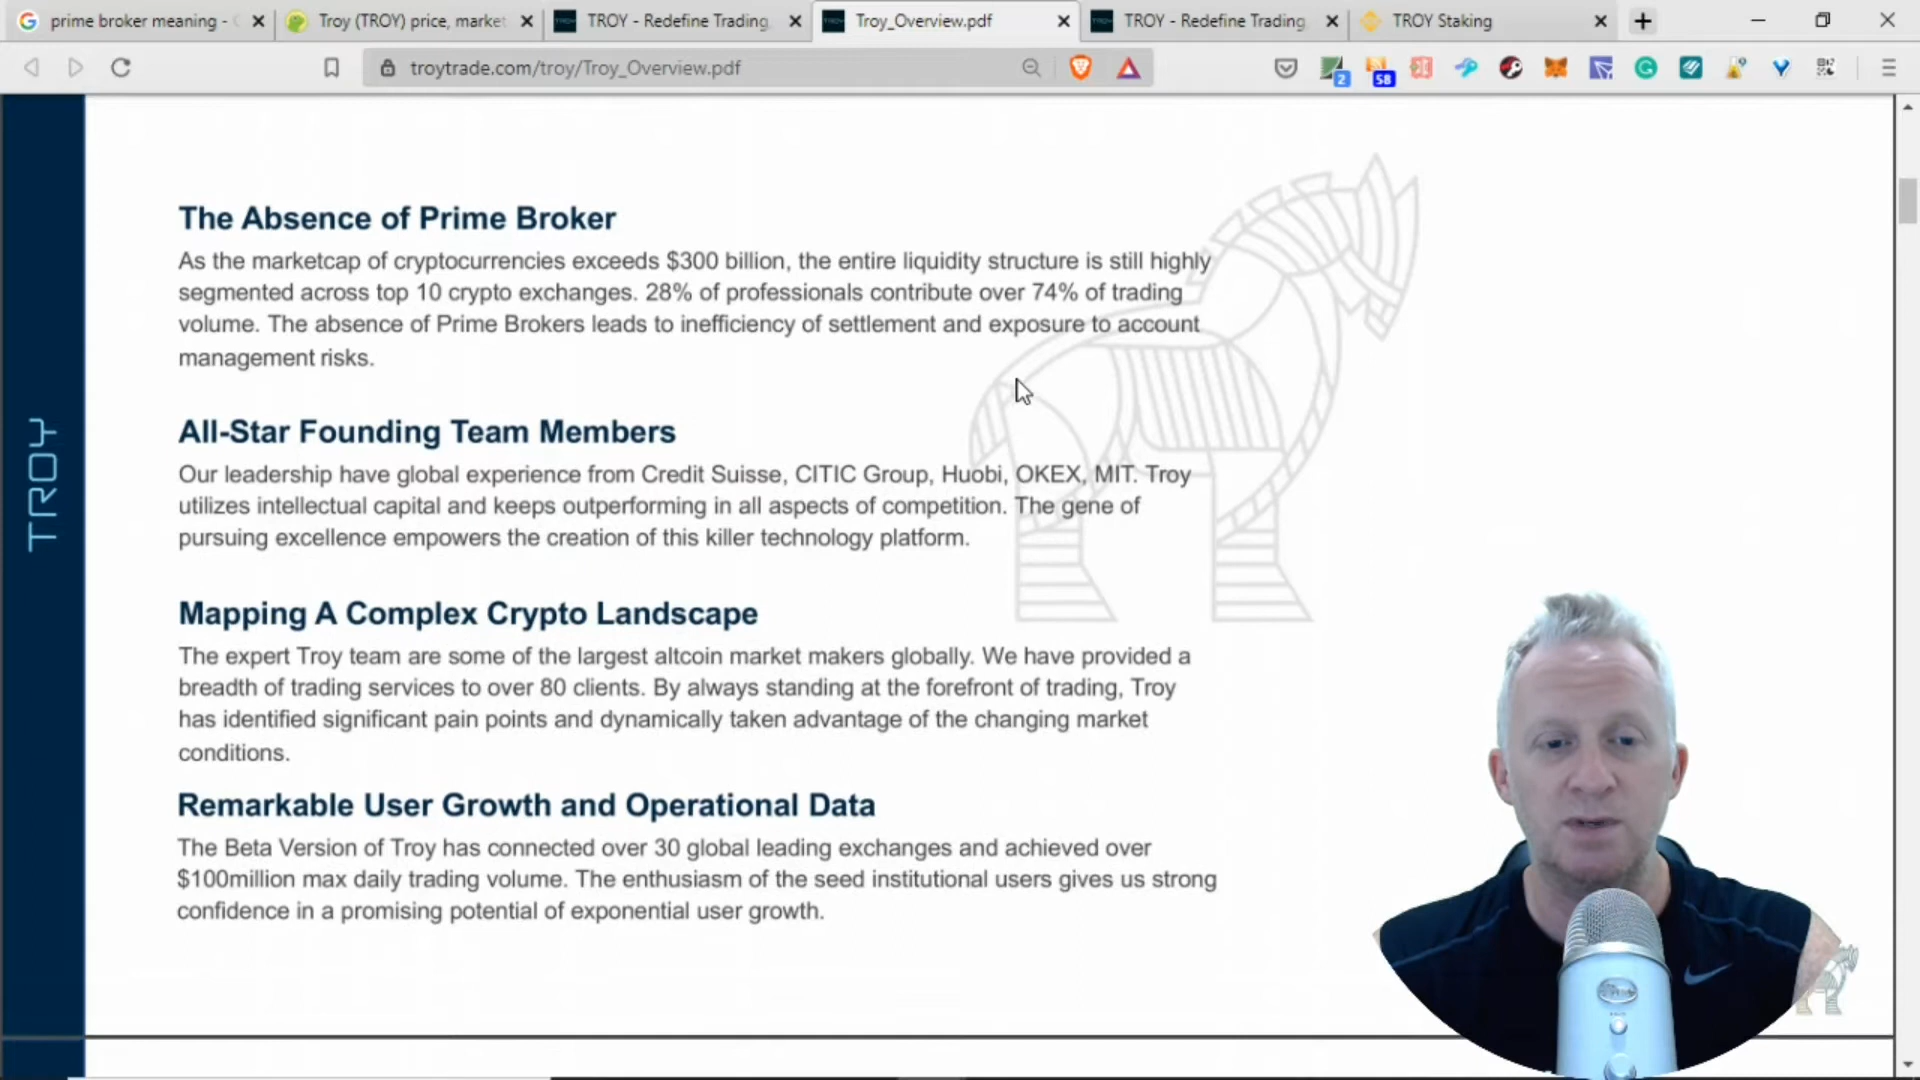 prime broker meaning -
Troy (TROY) price, market
TROY - Redefine Trading
Troy_Overview.pdf
TROY - Redefine Trading
TROY Staking
troytrade.com/troy/Troy_Overview.pdf
2
58
TROY
The Absence of Prime Broker
As the marketcap of cryptocurrencies exceeds $300 billion, the entire liquidity structure is still highly
segmented across top 10 crypto exchanges. 28% of professionals contribute over 74% of trading
volume. The absence of Prime Brokers leads to inefficiency of settlement and exposure to account
management risks.
All-Star Founding Team Members
Our leadership have global experience from Credit Suisse, CITIC Group, Huobi, OKEX, MIT. Troy
utilizes intellectual capital and keeps outperforming in all aspects of competition. The gene of
pursuing excellence empowers the creation of this killer technology platform.
Mapping A Complex Crypto Landscape
The expert Troy team are some of the largest altcoin market makers globally. We have provided a
breadth of trading services to over 80 clients. By always standing at the forefront of trading, Troy
has identified significant pain points and dynamically taken advantage of the changing market
conditions.
Remarkable User Growth and Operational Data
The Beta Version of Troy has connected over 30 global leading exchanges and achieved over
$100million max daily trading volume. The enthusiasm of the seed institutional users gives us strong
confidence in a promising potential of exponential user growth.